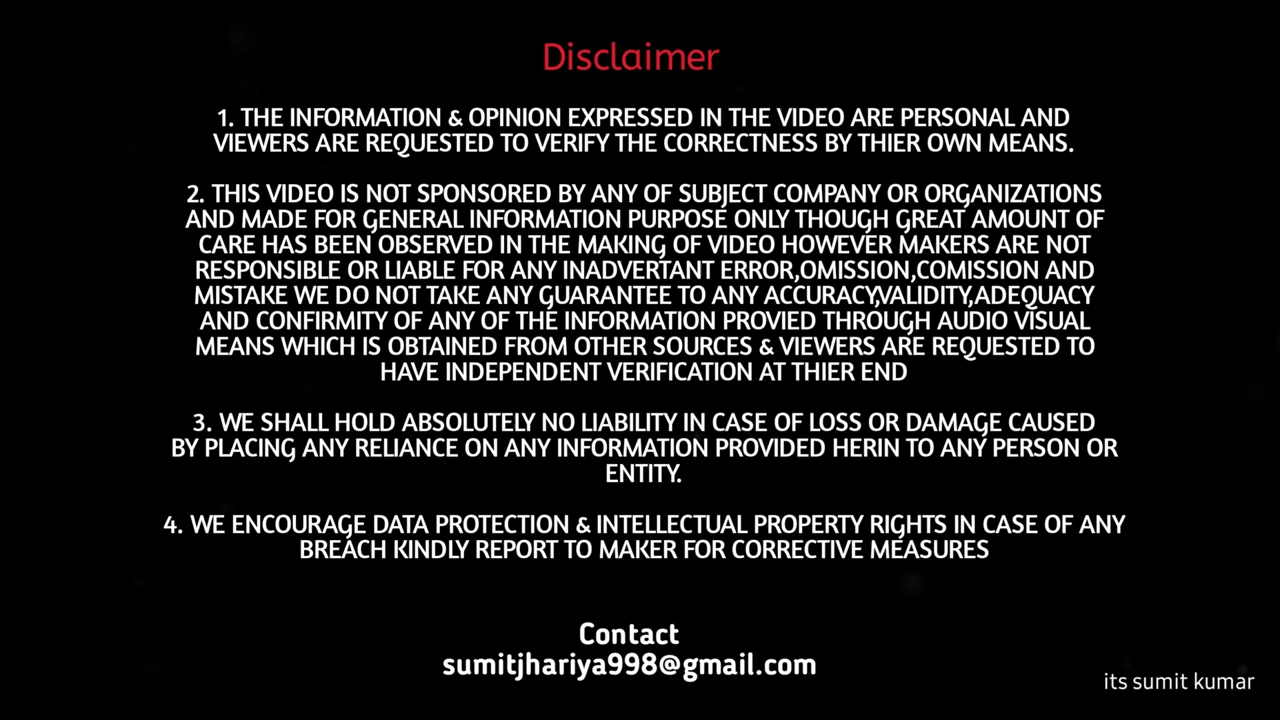 Disclaimer
1. THE INFORMATION & OPINION EXPRESSED IN THE VIDEO ARE PERSONAL AND
VIEWERS ARE REQUESTED TO VERIFY THE CORRECTNESS BY THIER OWN MEANS.
2. THIS VIDEO IS NOT SPONSORED BY ANY OF SUBJECT COMPANY OR ORGANIZATIONS
AND MADE FOR GENERAL INFORMATION PURPOSE ONLY THOUGH GREAT AMOUNT OF
CARE HAS BEEN OBSERVED IN THE MAKING OF VIDEO HOWEVER MAKERS ARE NOT
RESPONSIBLE OR LIABLE FOR ANY INADVERTANT ERROR,OMISSION,COMISSION AND
MISTAKE WE DO NOT TAKE ANY GUARANTEE TO ANY ACCURACY,VALIDITY,ADEQUACY
AND CONFIRMITY OF ANY OF THE INFORMATION PROVIED THROUGH AUDIO VISUAL
MEANS WHICH IS OBTAINED FROM OTHER SOURCES & VIEWERS ARE REQUESTED TO
HAVE INDEPENDENT VERIFICATION AT THIER END
3. WE SHALL HOLD ABSOLUTELY NO LIABILITY IN CASE OF LOSS OR DAMAGE CAUSED
BY PLACING ANY RELIANCE ON ANY INFORMATION PROVIDED HERIN TO ANY PERSON OR
ENTITY.
4. WE ENCOURAGE DATA PROTECTION & INTELLECTUAL PROPERTY RIGHTS IN CASE OF ANY
BREACH KINDLY REPORT TO MAKER FOR CORRECTIVE MEASURES
Contact
sumitjhariya998@gmail.com
its sumit kumar